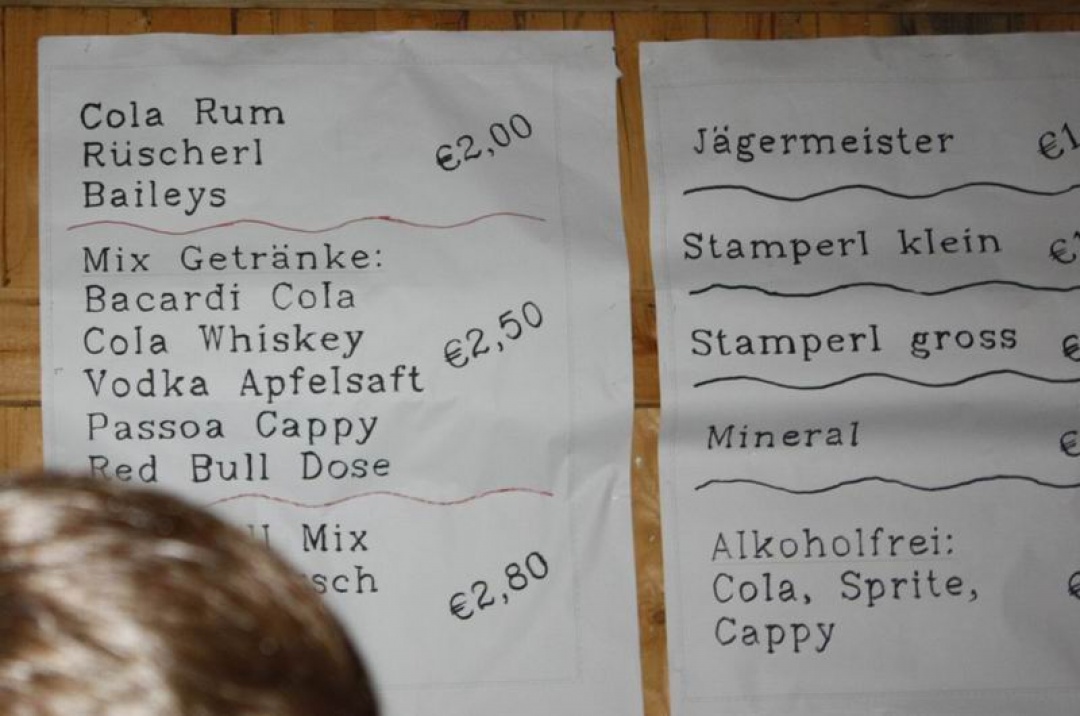 Cola Rum
Rüscherl €2,00
Baileys
Mix Getränke:
Bacardi Cola
Cola Whiskey €2,50
Vodka Apfelsaft
Passoa Cappy
Red Bull Dose
Mix
€2,80
Jägermeister €1
Stamperl klein €
Stamperl gross €
Mineral €
Alkoholfrei:
Cola, Sprite, €
Cappy